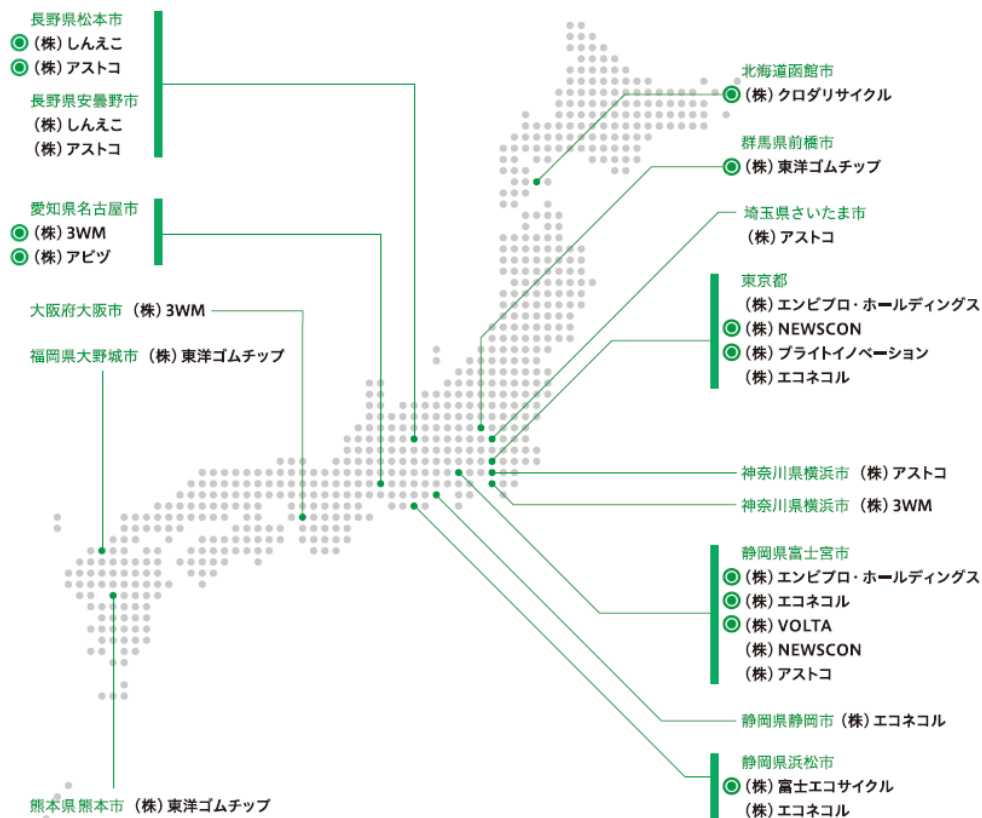 長野県松本市
（株）しんえこ
（株）アストコ
長野県安曇野市
（株）しんえこ
（株）アストコ
愛知県名古屋市
（株）3WM
（株）アビヅ
大阪府大阪市 （株）3WM
福岡県大野城市 （株）東洋ゴムチップ
熊本県熊本市 （株）東洋ゴムチップ
北海道函館市
（株）クロダリサイクル
群馬県前橋市
（株）東洋ゴムチップ
埼玉県さいたま市
（株）アストコ
東京都
（株）エンビプロ・ホールディングス
（株）NEWSCON
（株）ブライトイノベーション
（株）エコネコル
神奈川県横浜市 （株）アストコ
神奈川県横浜市 （株）3WM
静岡県富士宮市
（株）エンビプロ・ホールディングス
（株）エコネコル
（株）VOLTA
（株）NEWSCON
（株）アストコ
静岡県静岡市 （株）エコネコル
静岡県浜松市
（株）富士エコサイクル
（株）エコネコル